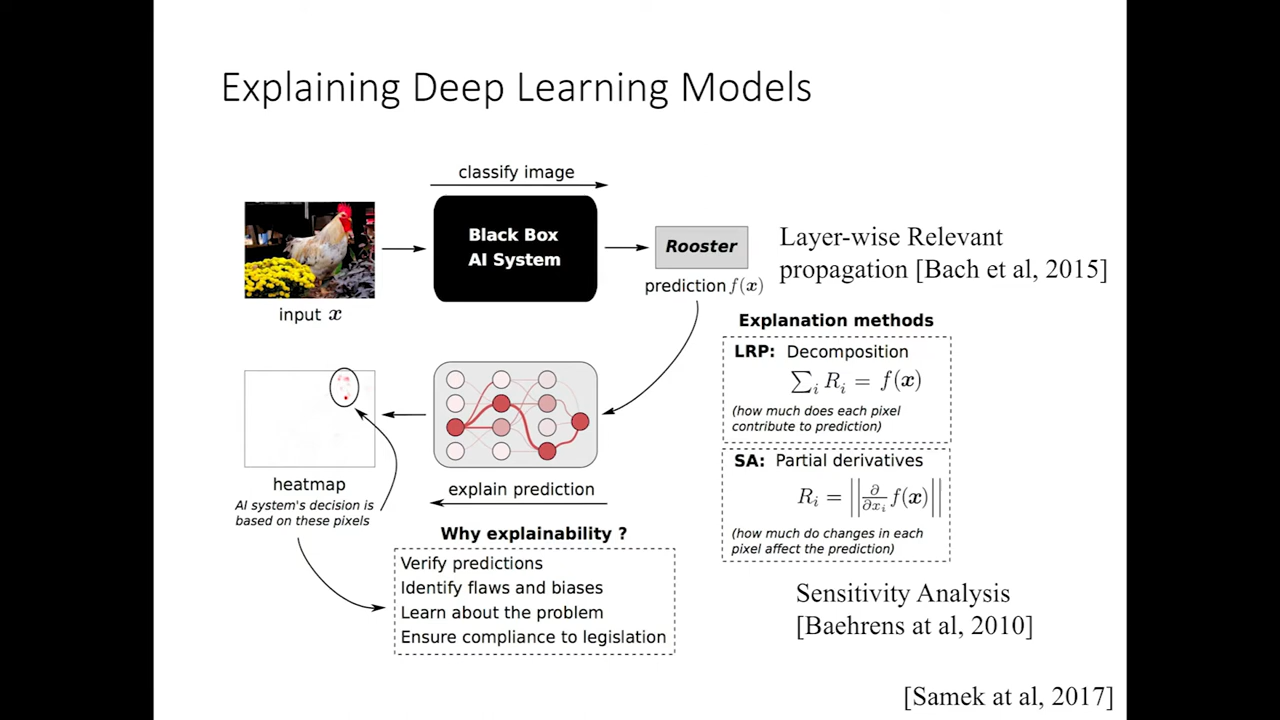 Explaining Deep Learning Models
classify image
Black Box
AI System
Rooster
prediction f(x)
input x
Layer-wise Relevant
propagation [Bach et al, 2015]
Explanation methods
LRP: Decomposition
∑ᵢ Rᵢ = f(x)
(how much does each pixel
contribute to prediction)
SA: Partial derivatives
Rᵢ = ||∂/∂xᵢ f(x)||
(how much do changes in each
pixel affect the prediction)
heatmap
AI system's decision is
based on these pixels
explain prediction
Why explainability ?
Verify predictions
Identify flaws and biases
Learn about the problem
Ensure compliance to legislation
Sensitivity Analysis
[Baehrens at al, 2010]
[Samek at al, 2017]